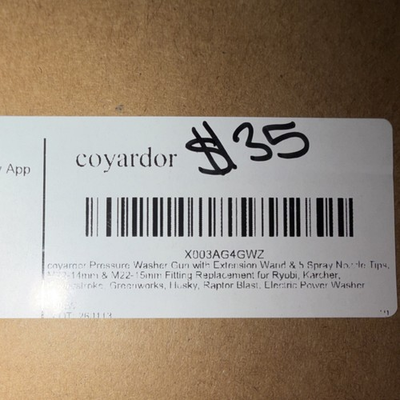 App
coyardor $35
X003AG4GWZ
coyardor Pressure Washer Gun with Extension Wand & 5 Spray Nozzle Tips,
M22-14mm & M22-15mm Fitting Replacement for Ryobi, Karcher,
Greenworks, Husky, Raptor Blast, Electric Power Washer